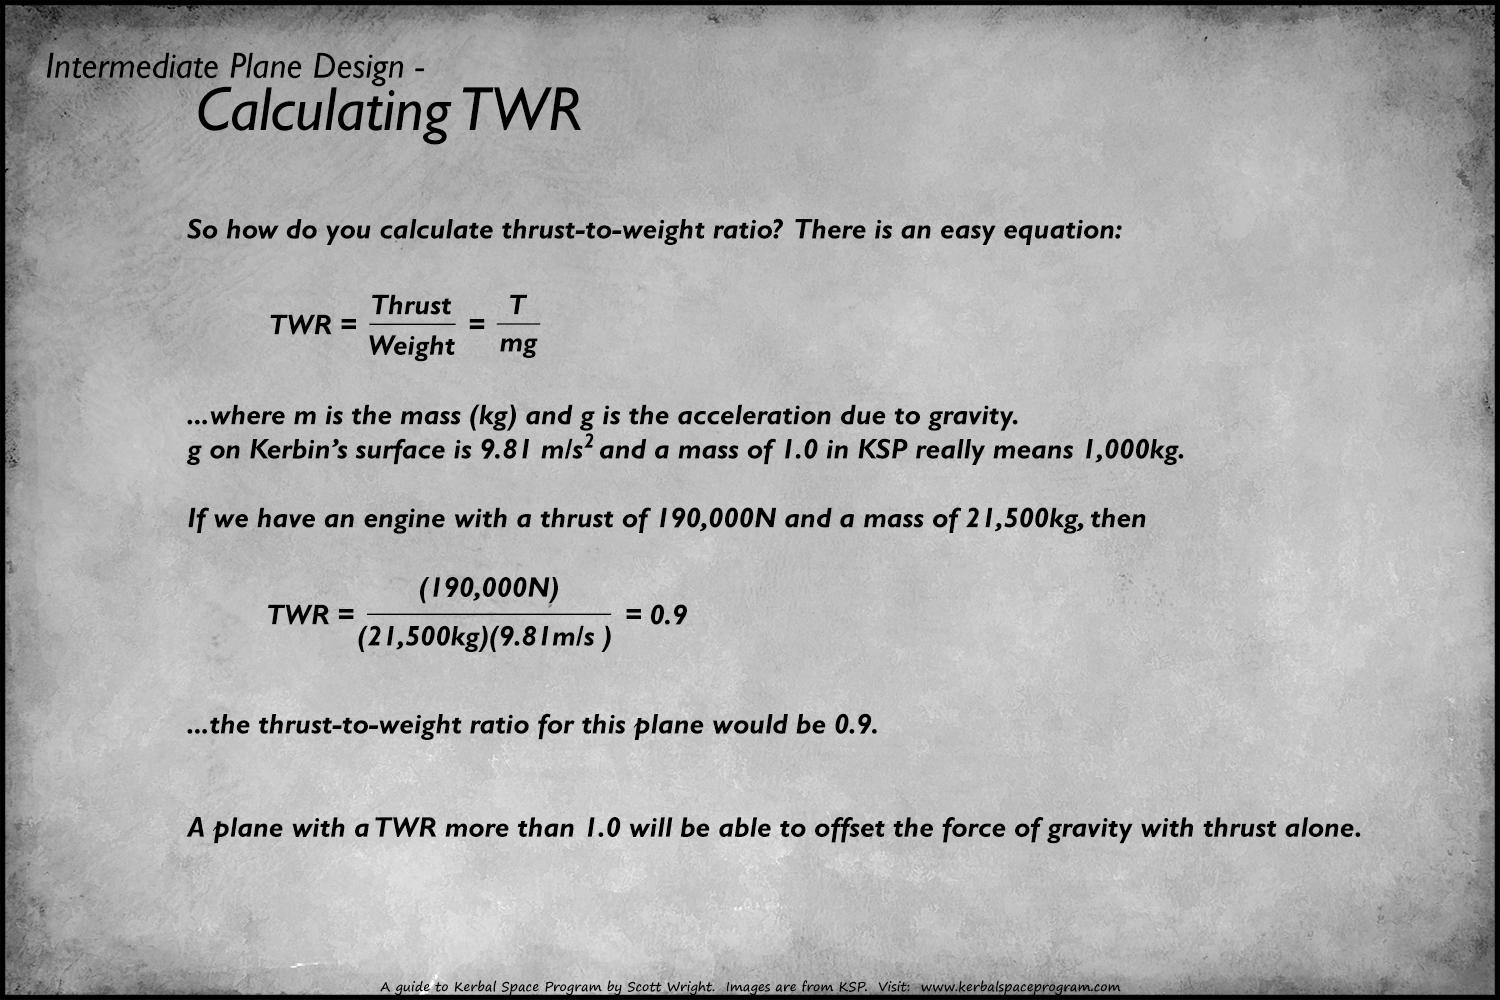 Intermediate Plane Design -
Calculating TWR
So how do you calculate thrust-to-weight ratio? There is an easy equation:
TWR = Thrust / Weight = T / mg
...where m is the mass (kg) and g is the acceleration due to gravity.
g on Kerbin’s surface is 9.81 m/s² and a mass of 1.0 in KSP really means 1,000kg.
If we have an engine with a thrust of 190,000N and a mass of 21,500kg, then
TWR = (190,000N) / (21,500kg)(9.81m/s ) = 0.9
...the thrust-to-weight ratio for this plane would be 0.9.
A plane with a TWR more than 1.0 will be able to offset the force of gravity with thrust alone.
A guide to Kerbal Space Program by Scott Wright. Images are from KSP. Visit: www.kerbalspaceprogram.com